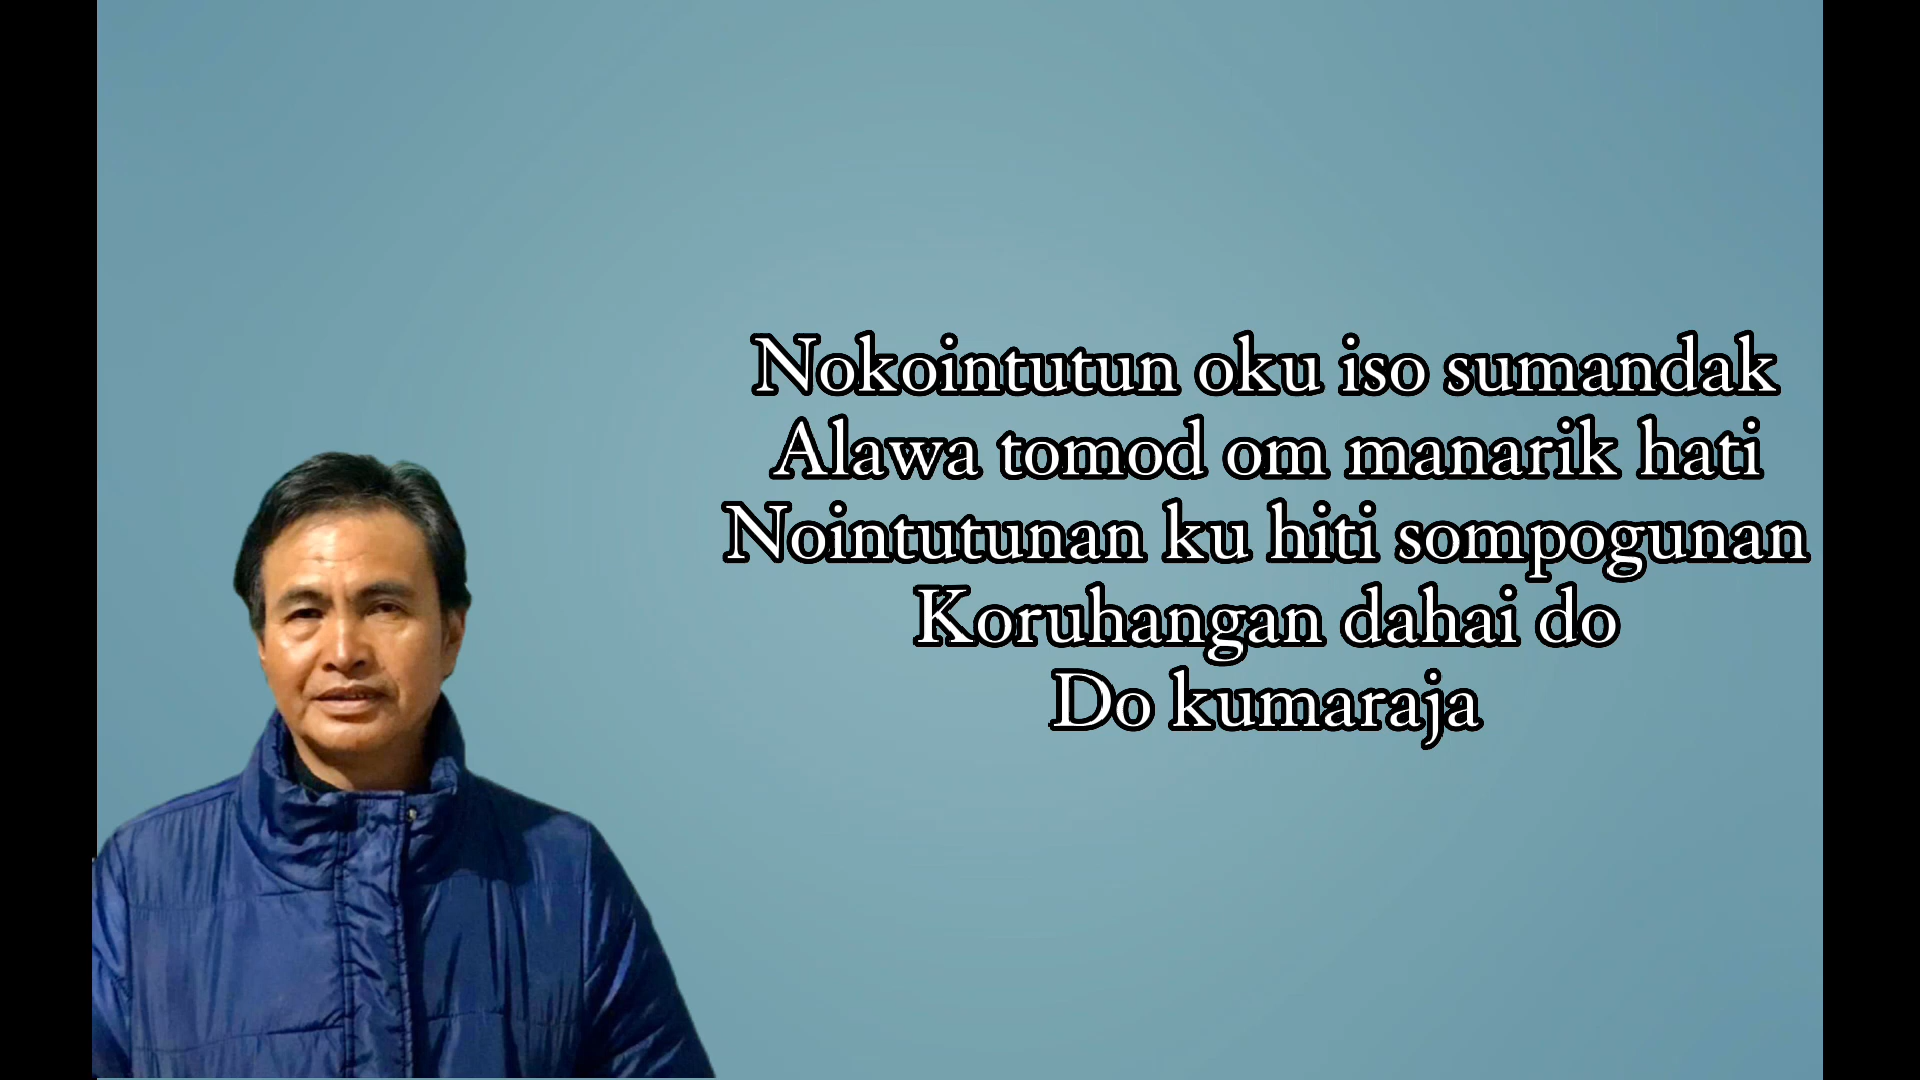 Nokointutun oku iso sumandak
Alawa tomod om manarik hati
Nointutunan ku hiti sompogunan
Koruhangan dahai do
Do kumaraja